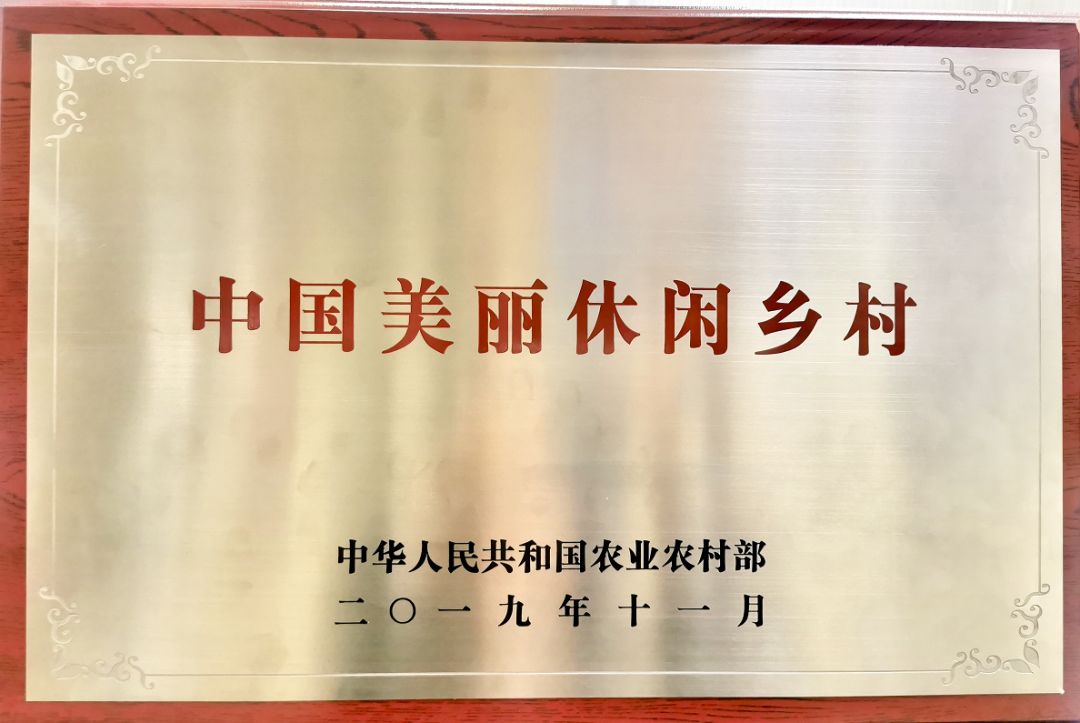 中国美丽休闲乡村
中华人民共和国农业农村部
二〇一九年十一月